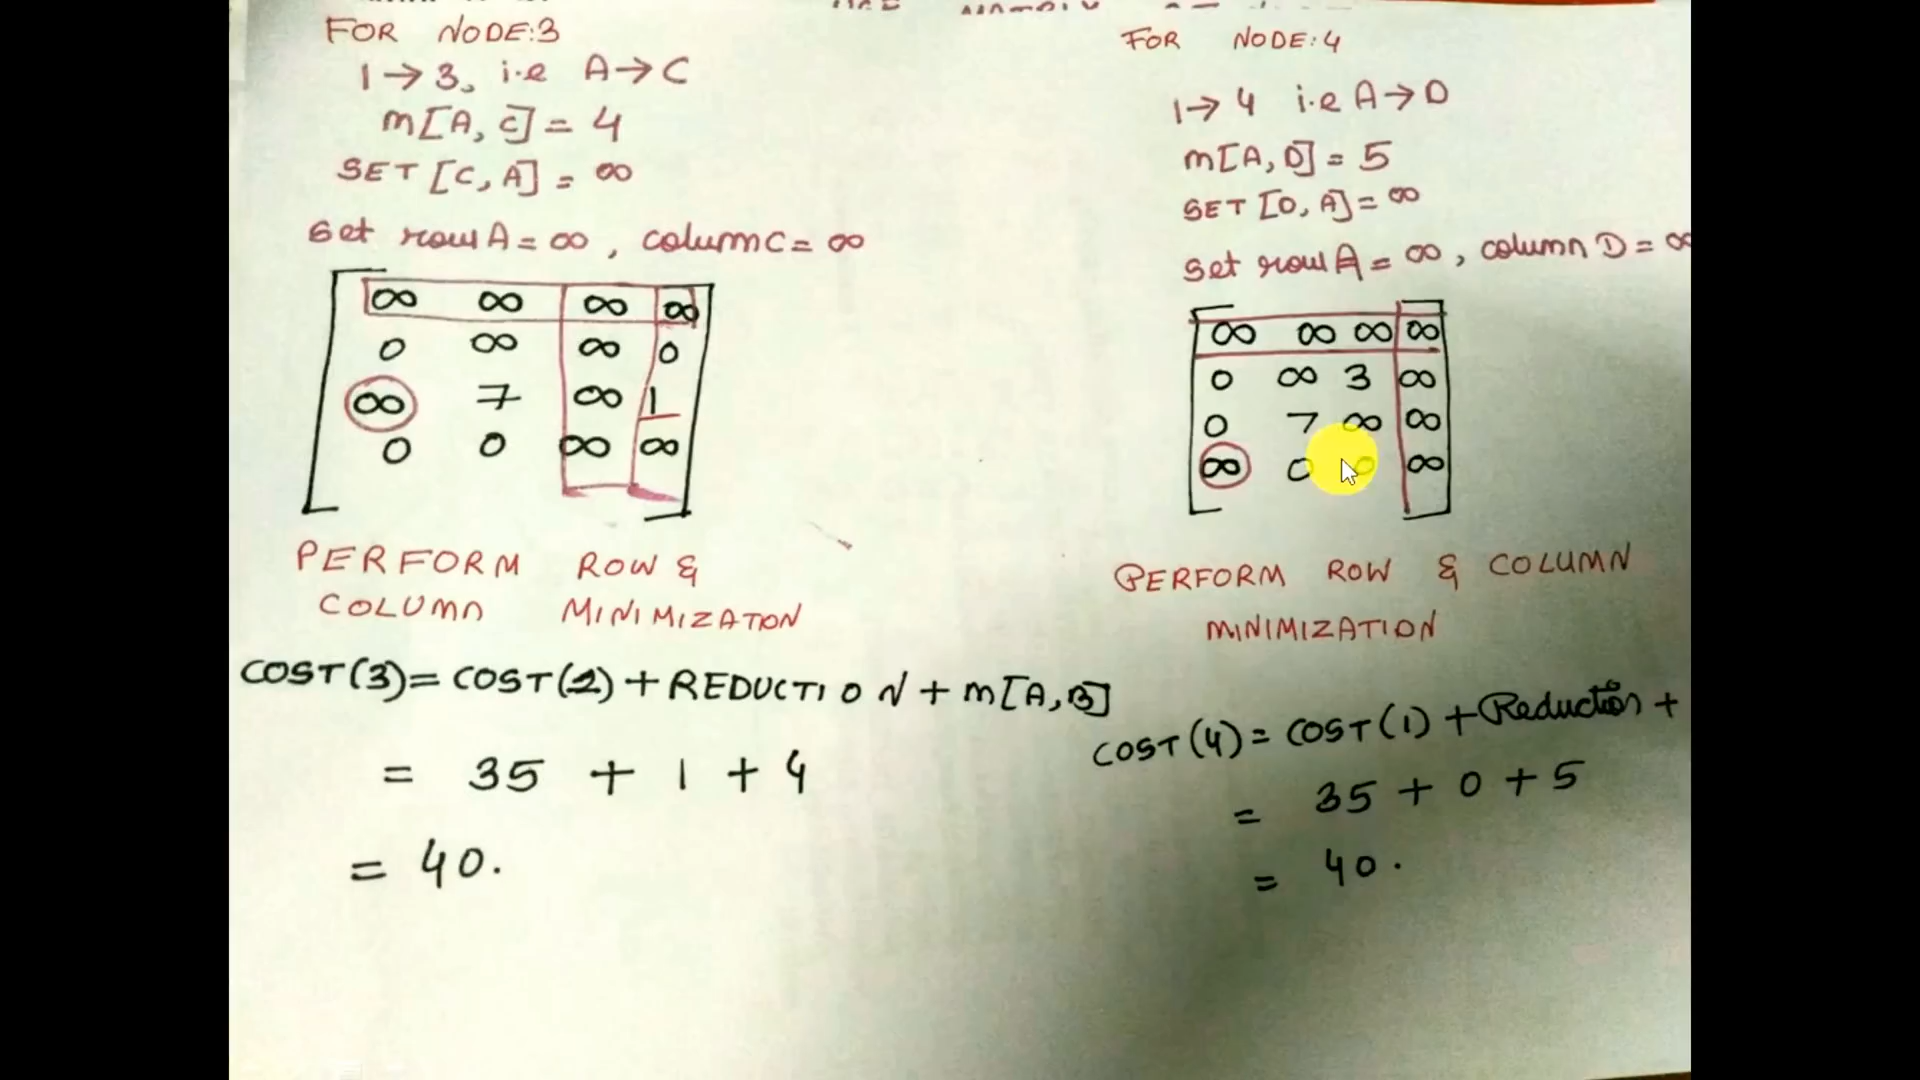 FOR NODE:3
1→3, i.e A→C
m[A, C] = 4
SET [C, A] = ∞
Set row A = ∞, column C = ∞
∞ ∞ ∞ ∞
0 ∞ ∞ 0
∞ 7 ∞ 1
0 0 ∞ ∞
PERFORM ROW &
COLUMN MINIMIZATION
COST(3) = COST(2) + REDUCTION + m[A, B]
= 35 + 1 + 4
= 40.
FOR NODE:4
1→4 i.e A→D
m[A, D] = 5
SET [D, A] = ∞
Set row A = ∞, column D = ∞
∞ ∞ ∞ ∞
0 ∞ 3 ∞
0 7 ∞ ∞
∞ 0 0 ∞
PERFORM ROW & COLUMN
MINIMIZATION
COST(4) = COST(1) + Reduction +
= 35 + 0 + 5
= 40.